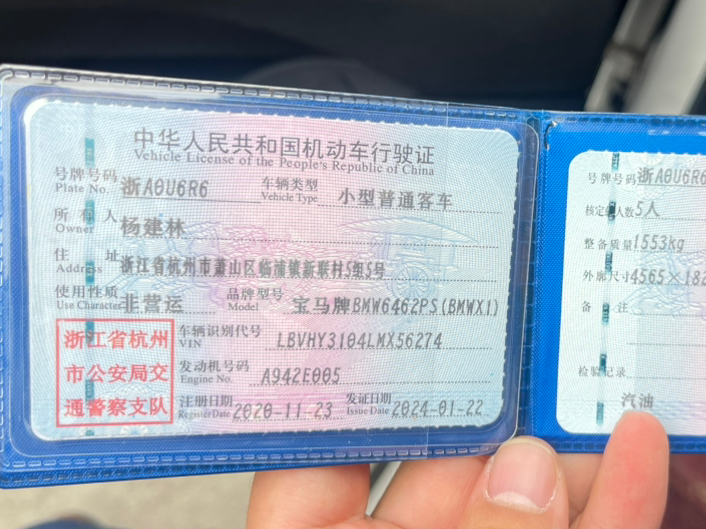 中华人民共和国机动车行驶证
Vehicle License of the People's Republic of China
号牌号码 浙A0U6R6 车辆类型 小型普通客车
Plate No. Vehicle Type
所有人 杨建林
Owner
住址 浙江省杭州市萧山区临浦镇新联村5组5号
Address
使用性质 非营运 品牌型号 宝马牌BMW6462PS(BMWX1)
Use Character Model
浙江省杭州
市公安局交
通警察支队
车辆识别代号 LBVHY3104LMX56274
VIN
发动机号码 A942E005
Engine No.
注册日期 2020-11-23 发证日期 2024-01-22
Register Date Issue Date
号牌号码 浙A0U6R6
核定人数 5人
整备质量 1553kg
外廓尺寸 4565×182
备注
检验记录
汽油